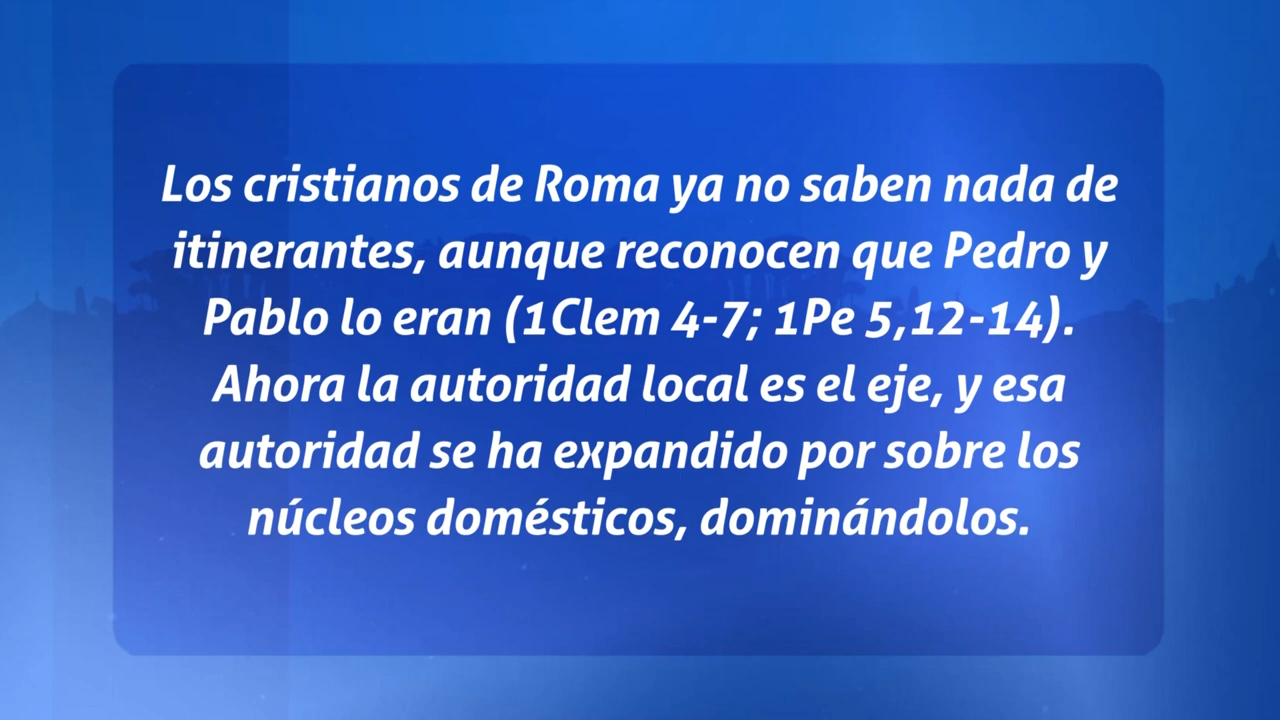 Los cristianos de Roma ya no saben nada de
itinerantes, aunque reconocen que Pedro y
Pablo lo eran (1Clem 4-7; 1Pe 5,12-14).
Ahora la autoridad local es el eje, y esa
autoridad se ha expandido por sobre los
núcleos domésticos, dominándolos.